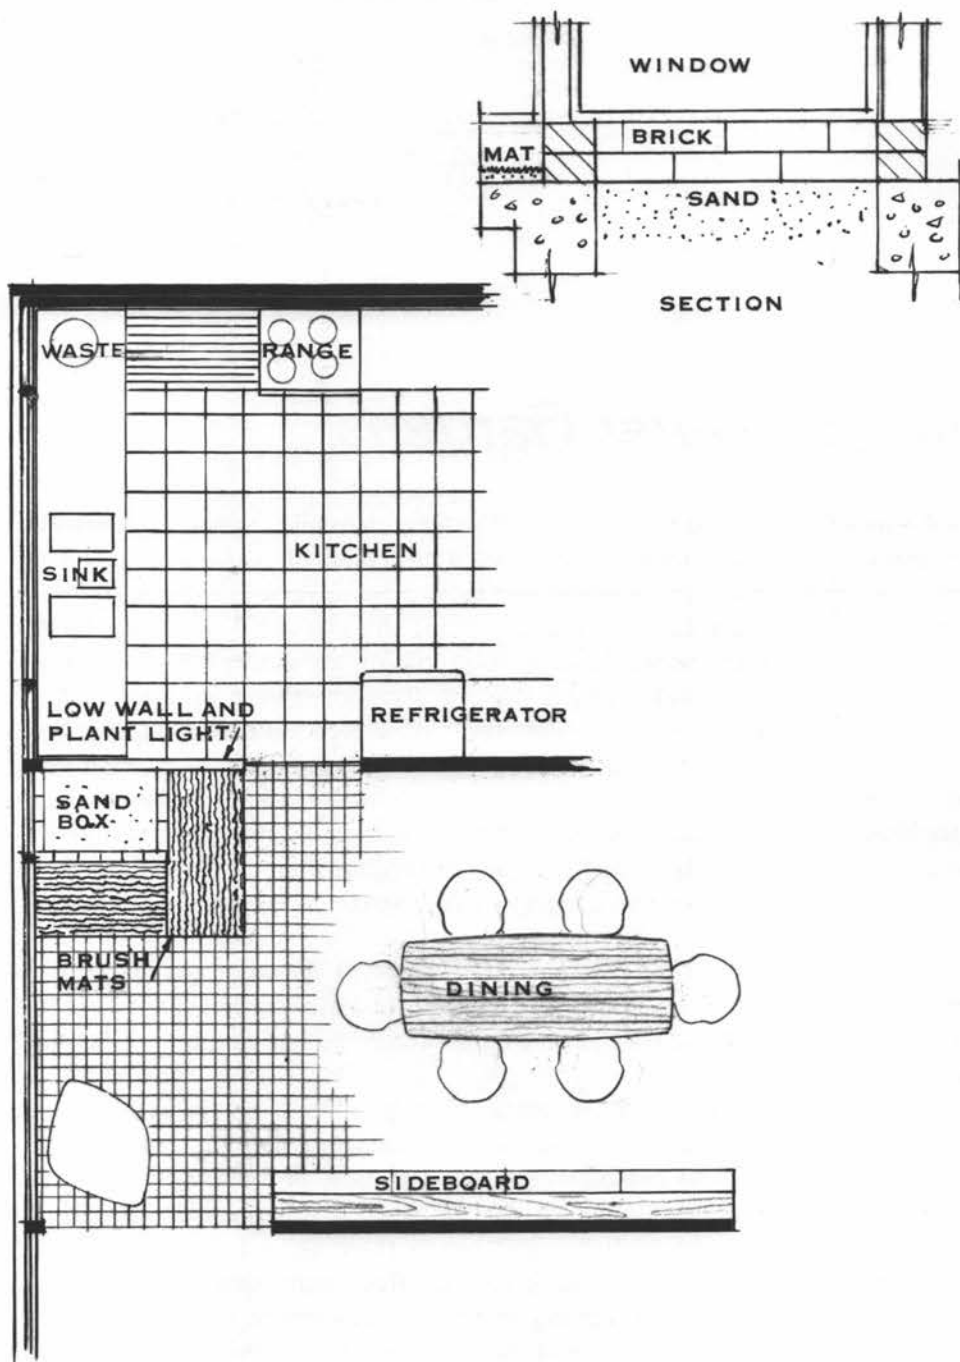 WINDOW
BRICK
MAT
SAND
SECTION
WASTE
RANGE
KITCHEN
SINK
LOW WALL AND
PLANT LIGHT
REFRIGERATOR
SAND
BOX
BRUSH
MATS
DINING
SIDEBOARD